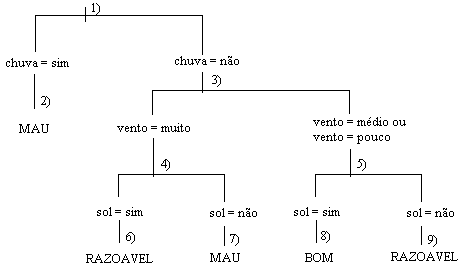 1)
chuva = sim
chuva = não
2)
3)
MAU
vento = muito
vento = médio ou
vento = pouco
4)
5)
sol = sim
sol = não
sol = sim
sol = não
6)
7)
8)
9)
RAZOAVEL
MAU
BOM
RAZOAVEL